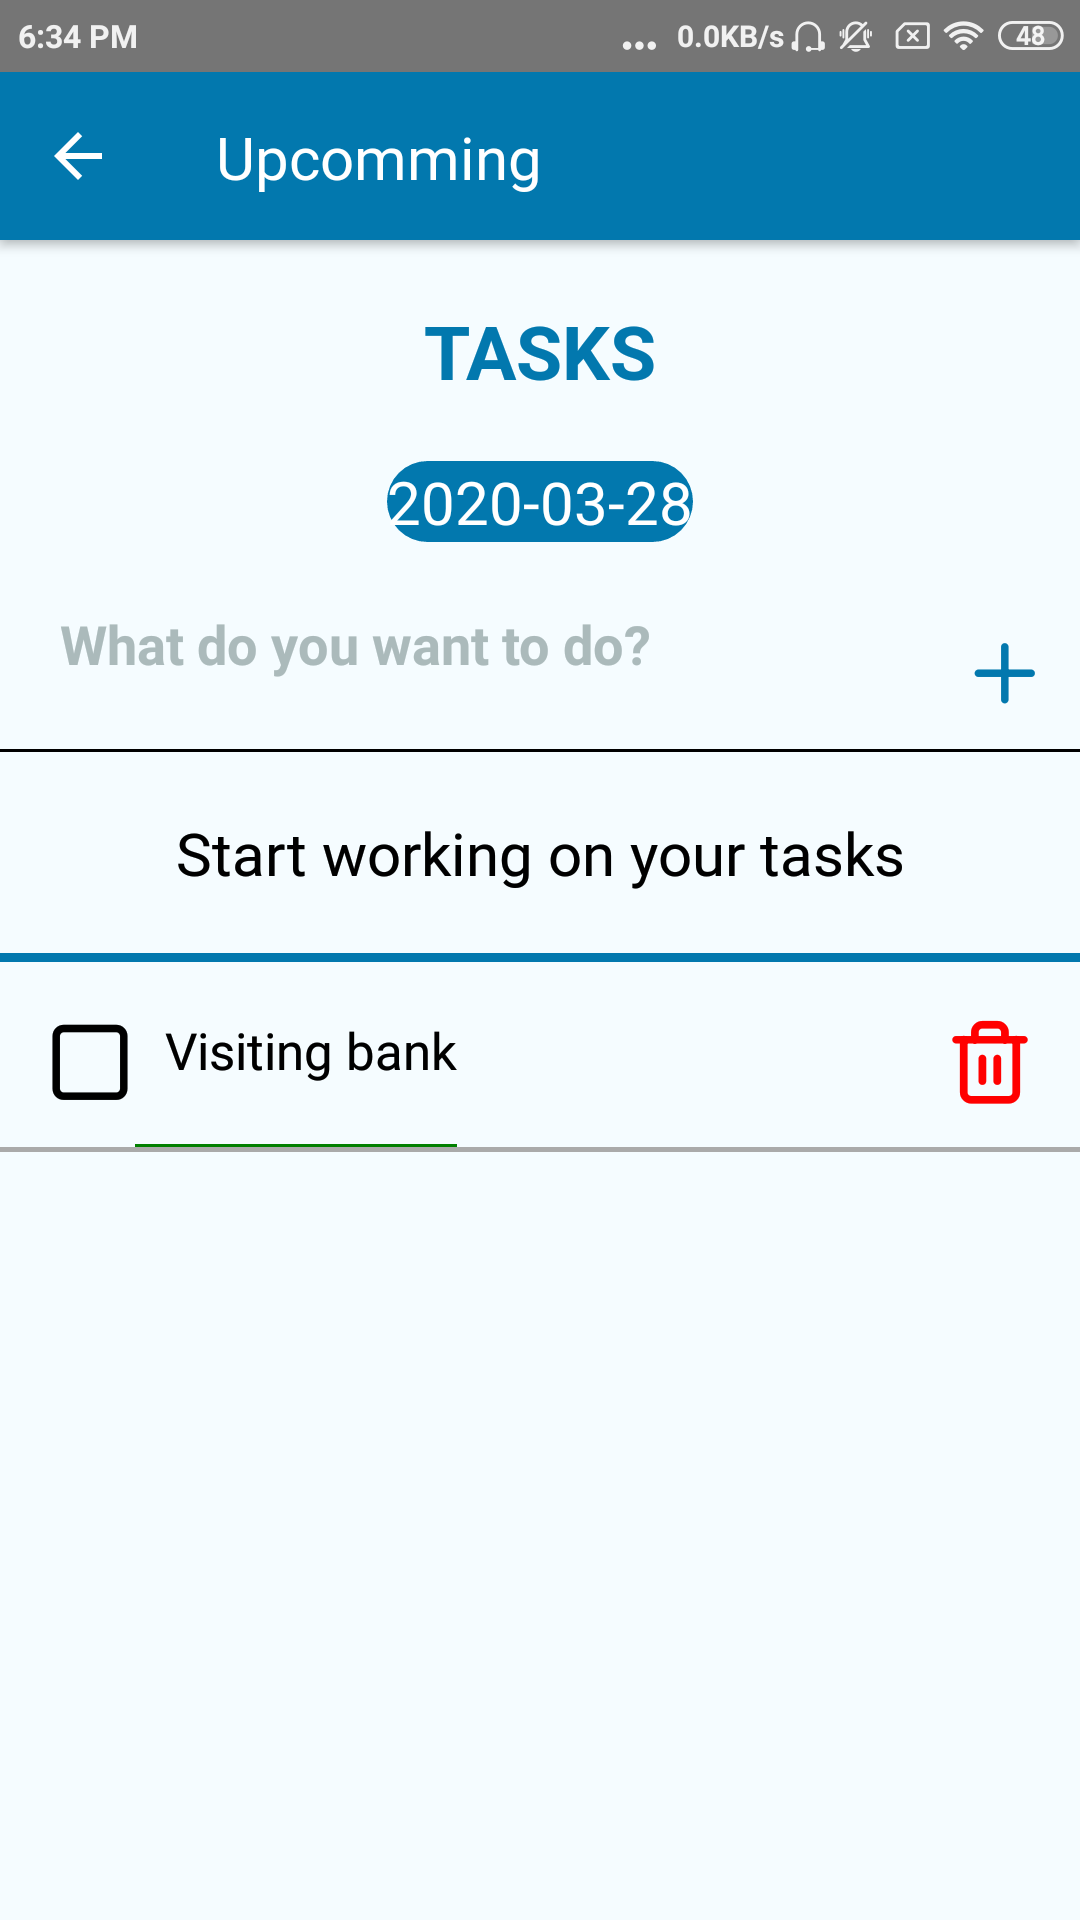 6:34 PM
... 0.0KB/s 48
Upcomming
TASKS
2020-03-28
What do you want to do?
Start working on your tasks
Visiting bank